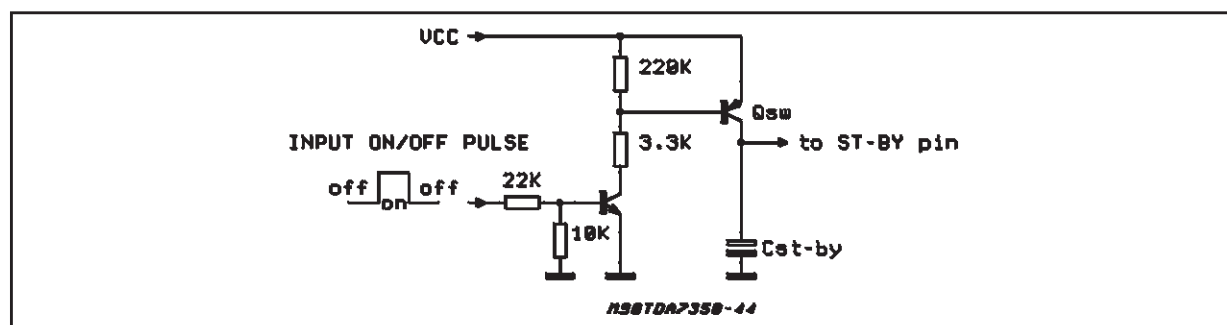 VCC
220K
Qsw
INPUT ON/OFF PULSE
3.3K
to ST-BY pin
off on off
22K
10K
Cst-by
M90TDA7350-44